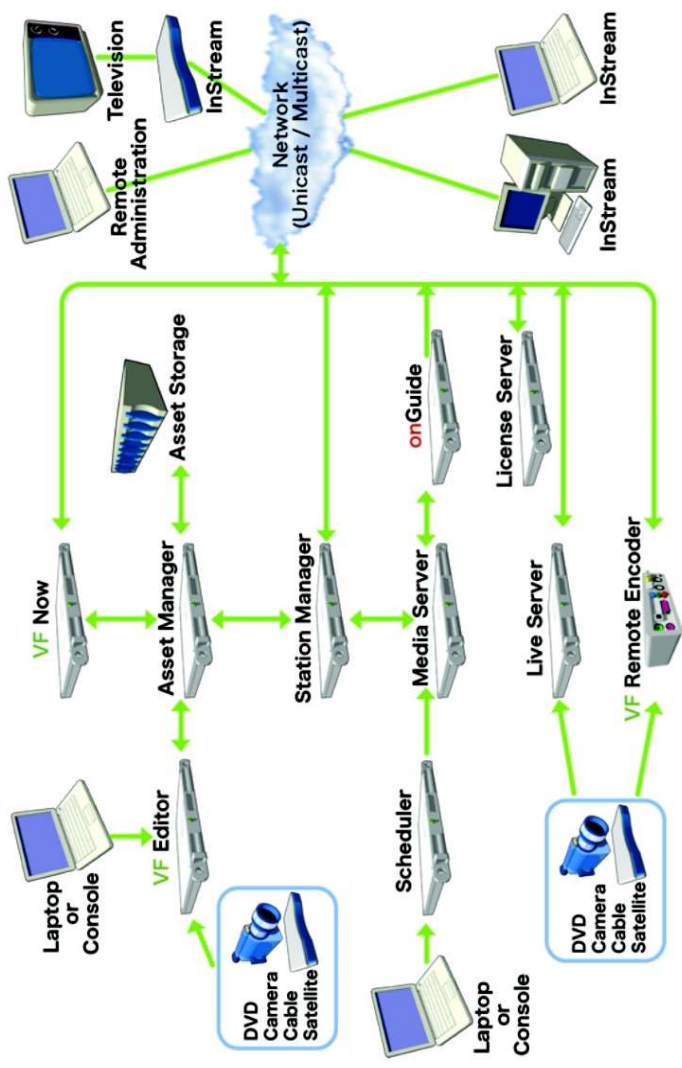 Laptop
or
Console
VF Now
Remote
Administration
Television
VF Editor
Asset Manager
Asset Storage
InStream
DVD
Camera
Cable
Satellite
Station Manager
Network
(Unicast / Multicast)
Scheduler
Media Server
onGuide
Laptop
or
Console
License Server
Live Server
DVD
Camera
Cable
Satellite
VF Remote Encoder
InStream
InStream